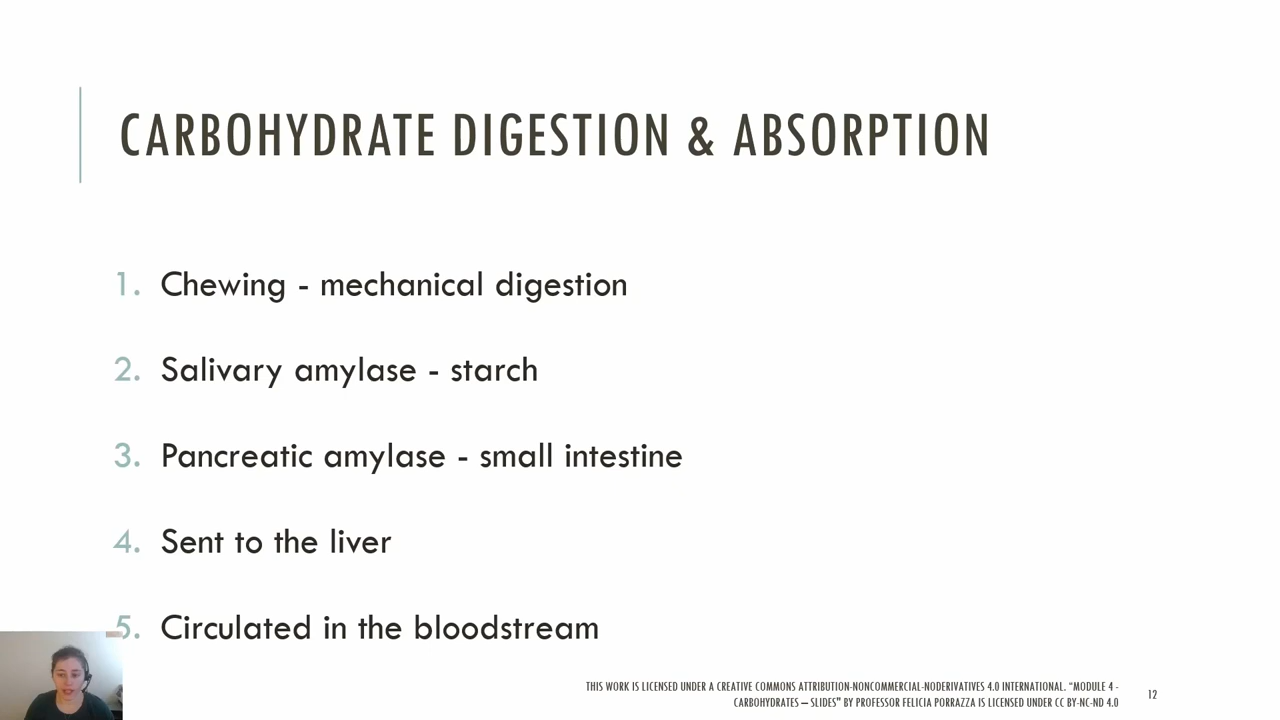 CARBOHYDRATE DIGESTION & ABSORPTION
1. Chewing - mechanical digestion
2. Salivary amylase - starch
3. Pancreatic amylase - small intestine
4. Sent to the liver
5. Circulated in the bloodstream
THIS WORK IS LICENSED UNDER A CREATIVE COMMONS ATTRIBUTION-NONCOMMERCIAL-NODERIVATIVES 4.0 INTERNATIONAL. “MODULE 4 -
CARBOHYDRATES – SLIDES” BY PROFESSOR FELICIA PORRAZZA IS LICENSED UNDER CC BY-NC-ND 4.0
12